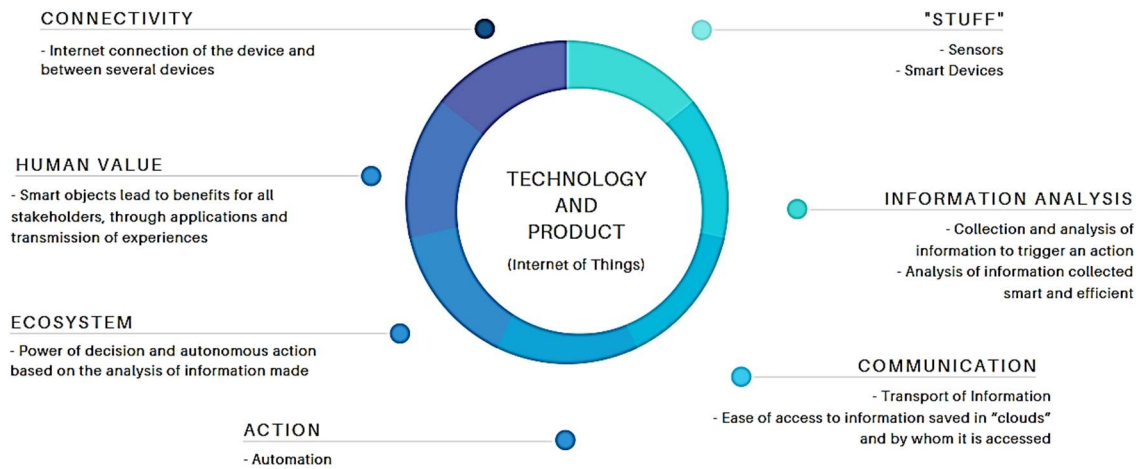 CONNECTIVITY
- Internet connection of the device and
between several devices
"STUFF"
- Sensors
- Smart Devices
HUMAN VALUE
- Smart objects lead to benefits for all
stakeholders, through applications and
transmission of experiences
TECHNOLOGY
AND
PRODUCT
(Internet of Things)
INFORMATION ANALYSIS
- Collection and analysis of
information to trigger an action
- Analysis of information collected
smart and efficient
ECOSYSTEM
- Power of decision and autonomous action
based on the analysis of information made
COMMUNICATION
- Transport of Information
- Ease of access to information saved in “clouds”
and by whom it is accessed
ACTION
- Automation